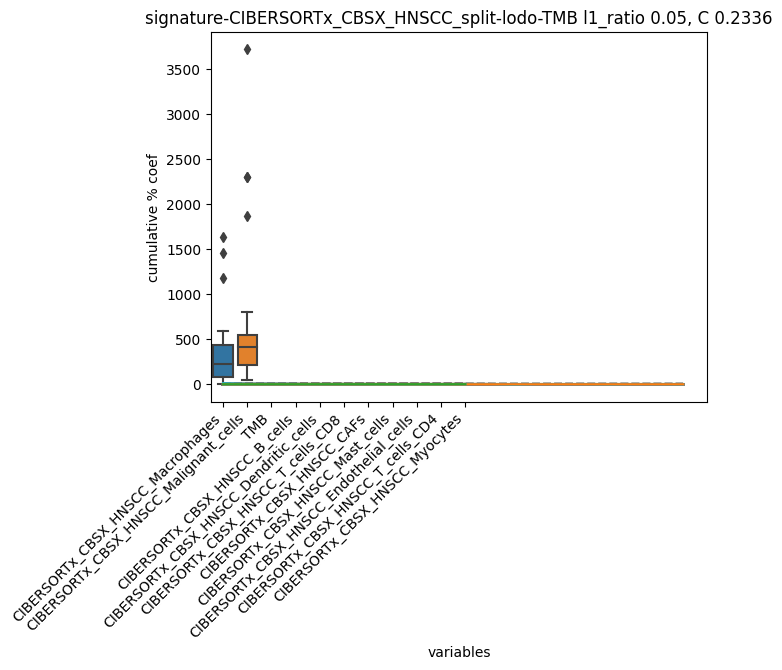 signature-CIBERSORTx_CBSX_HNSCC_split-lodo-TMB l1_ratio 0.05, C 0.2336
cumulative % coef
3500
3000
2500
2000
1500
1000
500
0
CIBERSORTx_CBSX_HNSCC_Macrophages
CIBERSORTx_CBSX_HNSCC_Malignant_cells
TMB
CIBERSORTx_CBSX_HNSCC_B_cells
CIBERSORTx_CBSX_HNSCC_Dendritic_cells
CIBERSORTx_CBSX_HNSCC_T_cells_CD8
CIBERSORTx_CBSX_HNSCC_CAFs
CIBERSORTx_CBSX_HNSCC_Mast_cells
CIBERSORTx_CBSX_HNSCC_Endothelial_cells
CIBERSORTx_CBSX_HNSCC_T_cells_CD4
CIBERSORTx_CBSX_HNSCC_Myocytes
variables